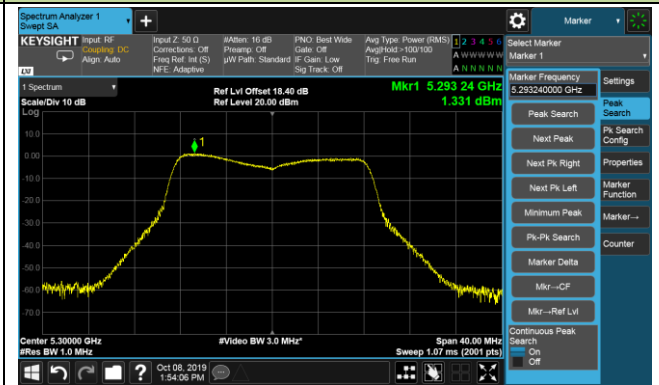 Spectrum Analyzer 1
Swept SA
Marker
KEYSIGHT
Input: RF
Coupling: DC
Align: Auto
Input Z: 50 Ω
Corrections: Off
Freq Ref: Int (S)
NFE: Adaptive
#Atten: 16 dB
Preamp: Off
µW Path: Standard
PNO: Best Wide
Gate: Off
IF Gain: Low
Sig Track: Off
Avg Type: Power (RMS)
Avg|Hold:>100/100
Trig: Free Run
1 2 3 4 5 6
A W W W W W
A N N N N N
LXI
Select Marker
Marker 1
1 Spectrum
Scale/Div 10 dB
Log
Ref Lvl Offset 18.40 dB
Ref Level 20.00 dBm
Mkr1 5.293 24 GHz
1.331 dBm
Marker Frequency
5.293240000 GHz
Peak Search
Next Peak
Next Pk Right
Next Pk Left
Minimum Peak
Pk-Pk Search
Marker Delta
Mkr→CF
Mkr→Ref Lvl
Continuous Peak
Search
On
Off
Settings
Peak
Search
Pk Search
Config
Properties
Marker
Function
Marker→
Counter
1
10.0
0.00
-10.0
-20.0
-30.0
-40.0
-50.0
-60.0
-70.0
Center 5.30000 GHz
#Res BW 1.0 MHz
#Video BW 3.0 MHz*
Span 40.00 MHz
Sweep 1.07 ms (2001 pts)
?
Oct 08, 2019
1:54:06 PM